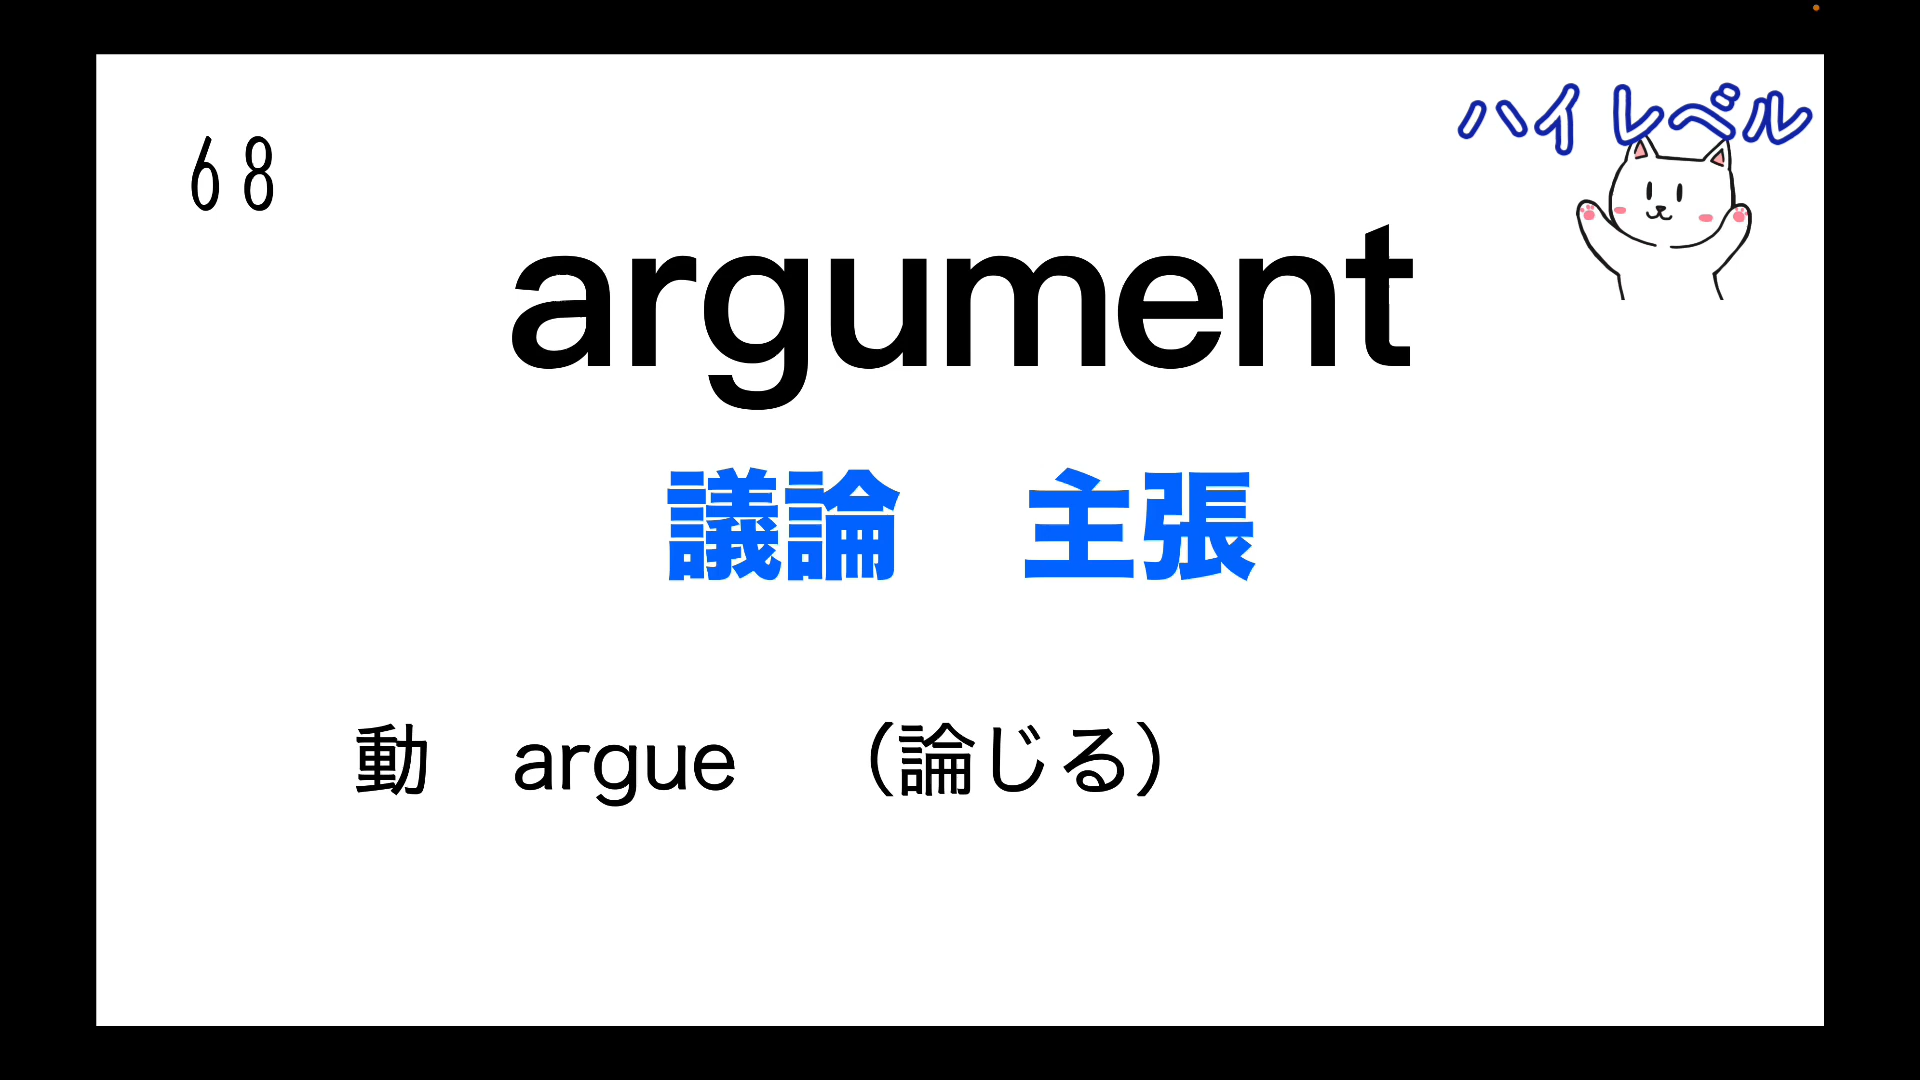 ハイレベル
68
argument
議論　主張
動　argue　（論じる）